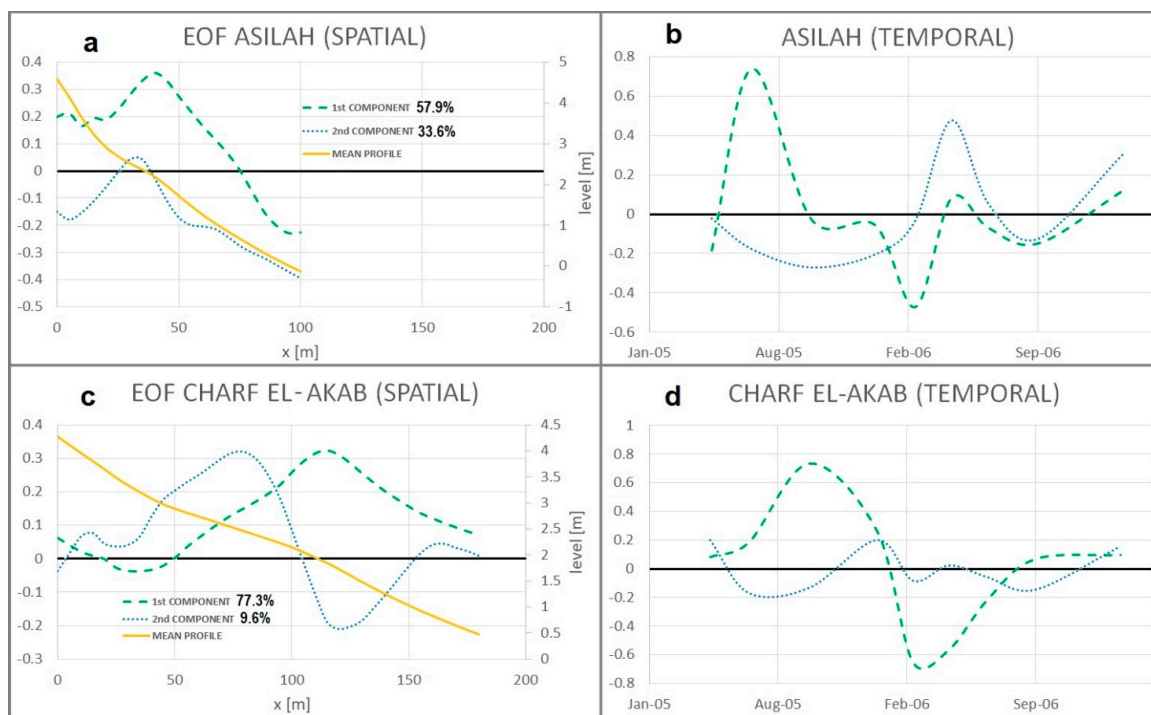 a
EOF ASILAH (SPATIAL)
0.4
0.3
0.2
0.1
0
-0.1
-0.2
-0.3
-0.4
-0.5
5
4
3
2
1
0
-1
level [m]
1st COMPONENT 57.9%
2nd COMPONENT 33.6%
MEAN PROFILE
0 50 100 150 200
x [m]
b
ASILAH (TEMPORAL)
0.8
0.6
0.4
0.2
0
-0.2
-0.4
-0.6
Jan-05 Aug-05 Feb-06 Sep-06
c
EOF CHARF EL-AKAB (SPATIAL)
0.4
0.3
0.2
0.1
0
-0.1
-0.2
-0.3
4.5
4
3.5
3
2.5
2
1.5
1
0.5
0
level [m]
1st COMPONENT 77.3%
2nd COMPONENT 9.6%
MEAN PROFILE
0 50 100 150 200
x [m]
d
CHARF EL-AKAB (TEMPORAL)
1
0.8
0.6
0.4
0.2
0
-0.2
-0.4
-0.6
-0.8
Jan-05 Aug-05 Feb-06 Sep-06